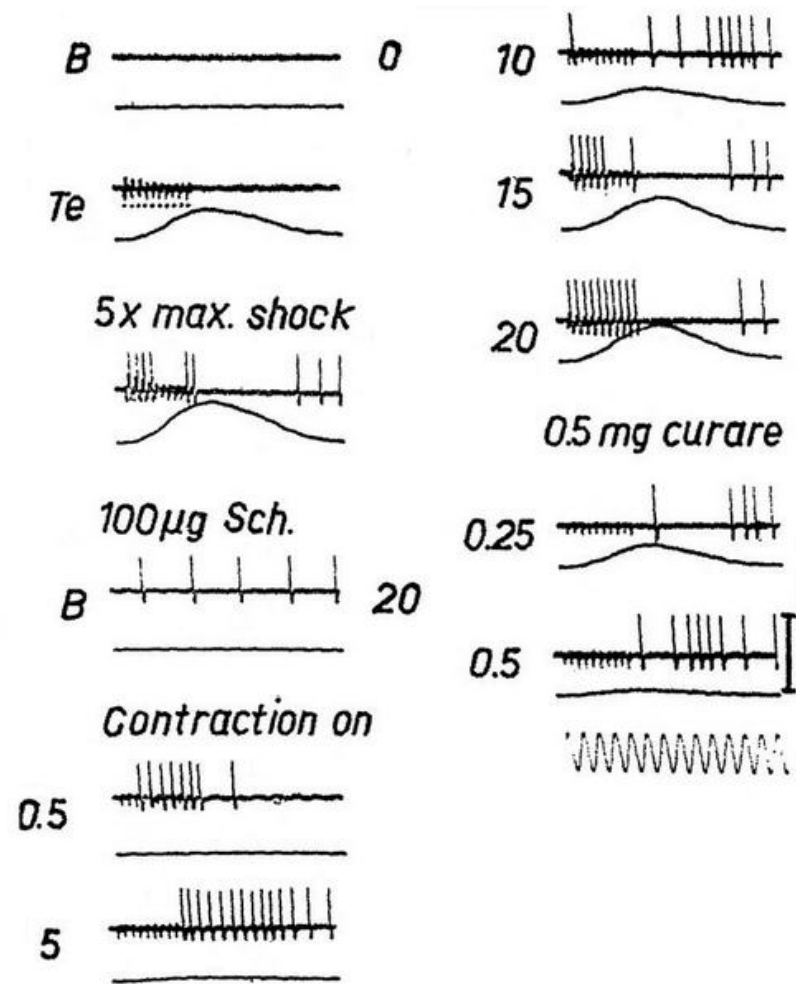 B 0
Te
5x max. shock
100µg Sch.
B 20
Contraction on
0.5
5
10
15
20
0.5 mg curare
0.25
0.5